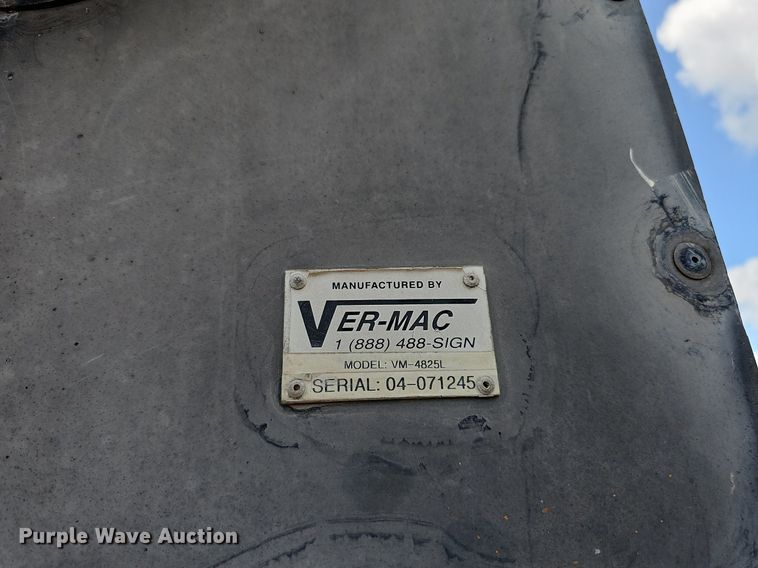 MANUFACTURED BY
VER-MAC
1 (888) 488-SIGN
MODEL: VM-4825L
SERIAL: 04-071245
Purple Wave Auction